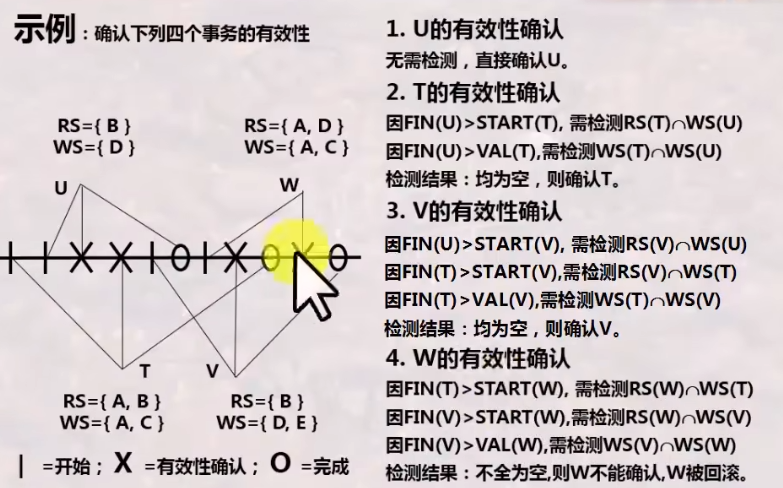 示例：确认下列四个事务的有效性
RS={ B }
WS={ D }
RS={ A, D }
WS={ A, C }
U
W
T
V
RS={ A, B }
WS={ A, C }
RS={ B }
WS={ D, E }
| =开始； X =有效性确认； O =完成
1. U的有效性确认
无需检测，直接确认U。
2. T的有效性确认
因FIN(U)>START(T), 需检测RS(T)∩WS(U)
因FIN(U)>VAL(T),需检测WS(T)∩WS(U)
检测结果：均为空，则确认T。
3. V的有效性确认
因FIN(U)>START(V), 需检测RS(V)∩WS(U)
因FIN(T)>START(V),需检测RS(V)∩WS(T)
因FIN(T)>VAL(V),需检测WS(T)∩WS(V)
检测结果：均为空，则确认V。
4. W的有效性确认
因FIN(T)>START(W), 需检测RS(W)∩WS(T)
因FIN(V)>START(W),需检测RS(W)∩WS(V)
因FIN(V)>VAL(W),需检测WS(V)∩WS(W)
检测结果：不全为空,则W不能确认,W被回滚。